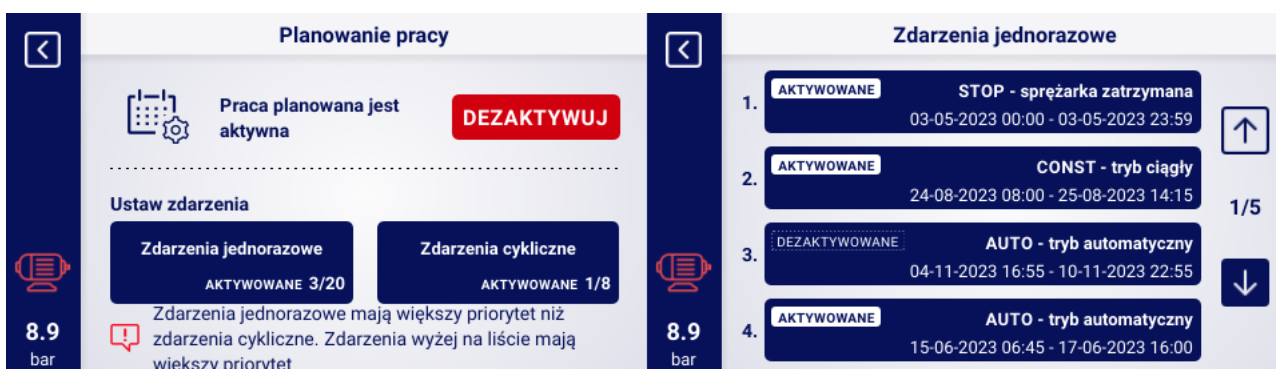 Planowanie pracy
Praca planowana jest
aktywna
DEZAKTYWUJ
Ustaw zdarzenia
Zdarzenia jednorazowe
AKTYWOWANE 3/20
Zdarzenia cykliczne
AKTYWOWANE 1/8
Zdarzenia jednorazowe mają większy priorytet niż
zdarzenia cykliczne. Zdarzenia wyżej na liście mają
większy priorytet
8.9
bar
Zdarzenia jednorazowe
1.
AKTYWOWANE
STOP - sprężarka zatrzymana
03-05-2023 00:00 - 03-05-2023 23:59
2.
AKTYWOWANE
CONST - tryb ciągły
24-08-2023 08:00 - 25-08-2023 14:15
3.
DEZAKTYWOWANE
AUTO - tryb automatyczny
04-11-2023 16:55 - 10-11-2023 22:55
4.
AKTYWOWANE
AUTO - tryb automatyczny
15-06-2023 06:45 - 17-06-2023 16:00
1/5
8.9
bar